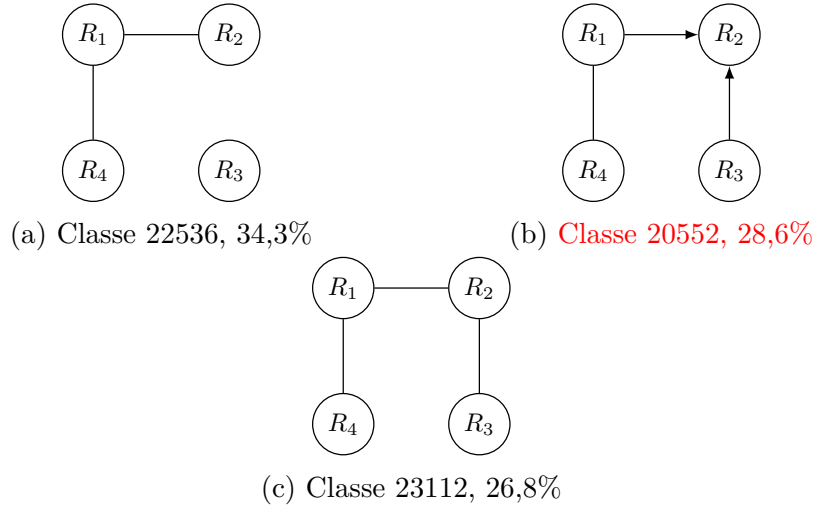 R1 R2 R1 R2
R4 R3 R4 R3
(a) Classe 22536, 34,3% (b) Classe 20552, 28,6%
R1 R2
R4 R3
(c) Classe 23112, 26,8%